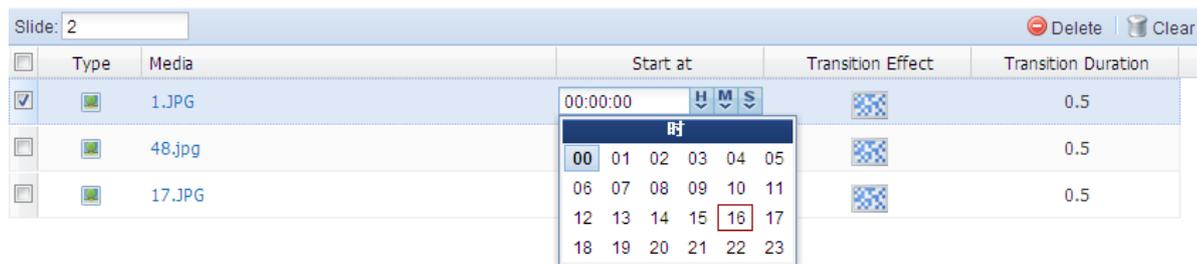 Slide: 2 Delete Clear
Type Media Start at Transition Effect Transition Duration
1.JPG 00:00:00 H M S 0.5
时
48.jpg 00 01 02 03 04 05 0.5
06 07 08 09 10 11
17.JPG 0.5
12 13 14 15 16 17
18 19 20 21 22 23